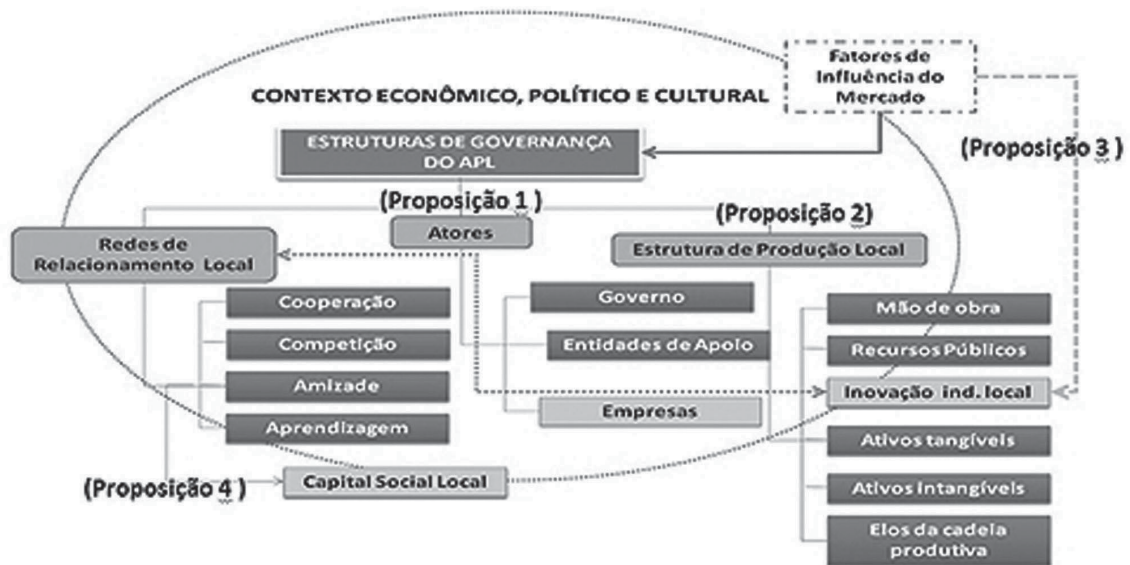 Fatores de
Influência do
Mercado
CONTEXTO ECONÔMICO, POLÍTICO E CULTURAL
ESTRUTURAS DE GOVERNANÇA
DO APL
(Proposição 3 )
(Proposição 1 )
(Proposição 2)
Redes de
Relacionamento Local
Atores
Estrutura de Produção Local
Cooperação
Competição
Amizade
Aprendizagem
Governo
Entidades de Apoio
Empresas
Mão de obra
Recursos Públicos
Inovação ind. local
Ativos tangíveis
Ativos Intangíveis
Elos da cadeia
produtiva
(Proposição 4 )
Capital Social Local